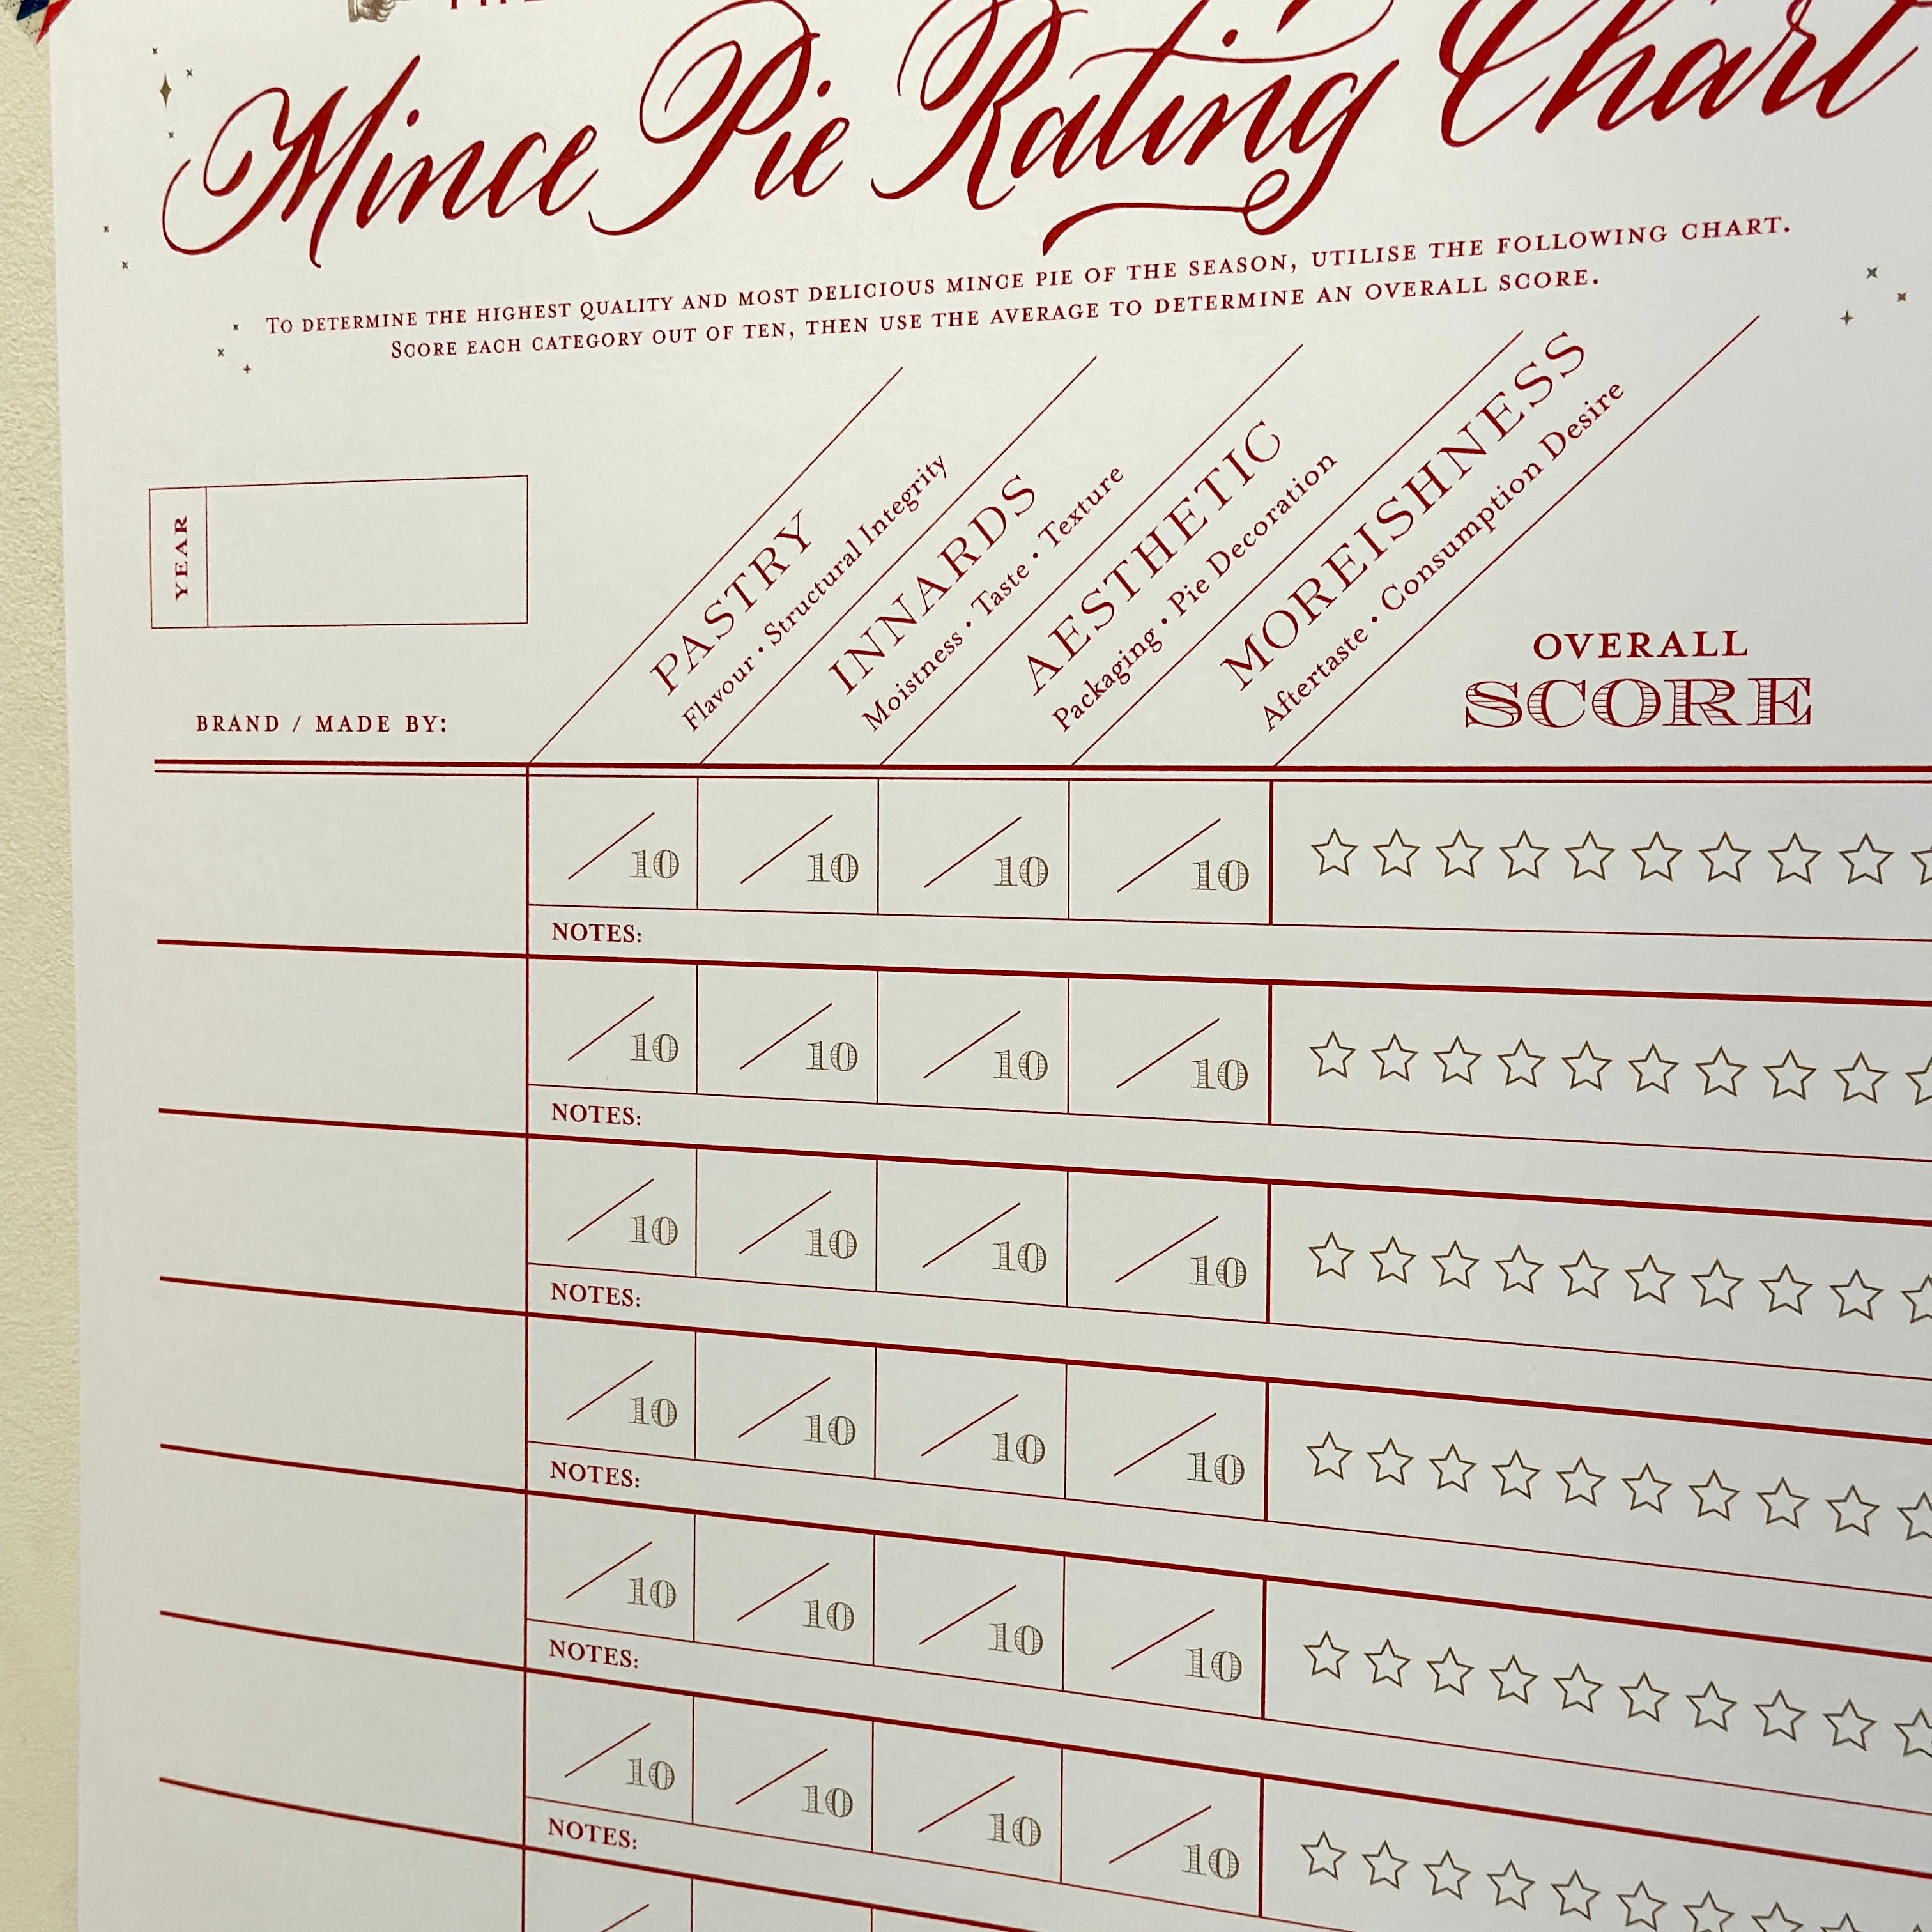 Mince Pie Rating Chart
TO DETERMINE THE HIGHEST QUALITY AND MOST DELICIOUS MINCE PIE OF THE SEASON, UTILISE THE FOLLOWING CHART.
SCORE EACH CATEGORY OUT OF TEN, THEN USE THE AVERAGE TO DETERMINE AN OVERALL SCORE.
YEAR
BRAND / MADE BY:
PASTRY
Flavour • Structural Integrity
INNARDS
Moistness • Taste • Texture
AESTHETIC
Packaging • Pie Decoration
MOREISHNESS
Aftertaste • Consumption Desire
OVERALL
SCORE
/10 /10 /10 /10
NOTES:
/10 /10 /10 /10
NOTES:
/10 /10 /10 /10
NOTES:
/10 /10 /10 /10
NOTES:
/10 /10 /10 /10
NOTES:
/10 /10 /10 /10
NOTES: